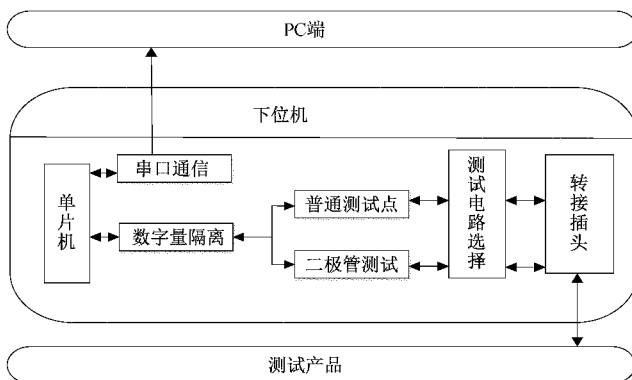 PC端
下位机
单片机
串口通信
数字量隔离
普通测试点
二极管测试
测试电路选择
转接插头
测试产品